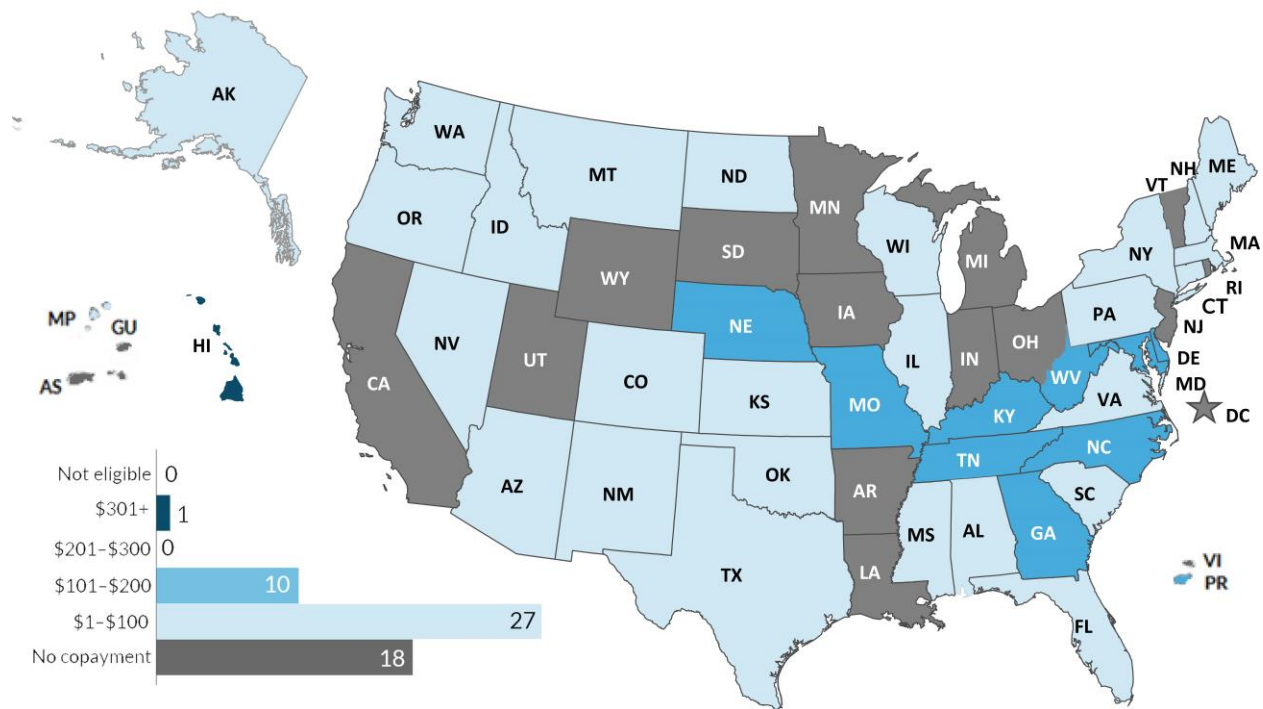 AK
WA
MT
ND
MN
VT
NH
ME
OR
ID
WI
MA
SD
MI
NY
WY
RI
CT
MP
GU
HI
NE
IA
PA
NJ
NV
UT
IL
IN
OH
DE
AS
CA
CO
WV
MD
KS
MO
KY
VA
DC
Not eligible 0
$301+ 1
$201–$300 0
$101–$200 10
$1–$100 27
No copayment 18
TN
NC
AZ
NM
OK
AR
SC
MS
AL
GA
TX
LA
VI
PR
FL